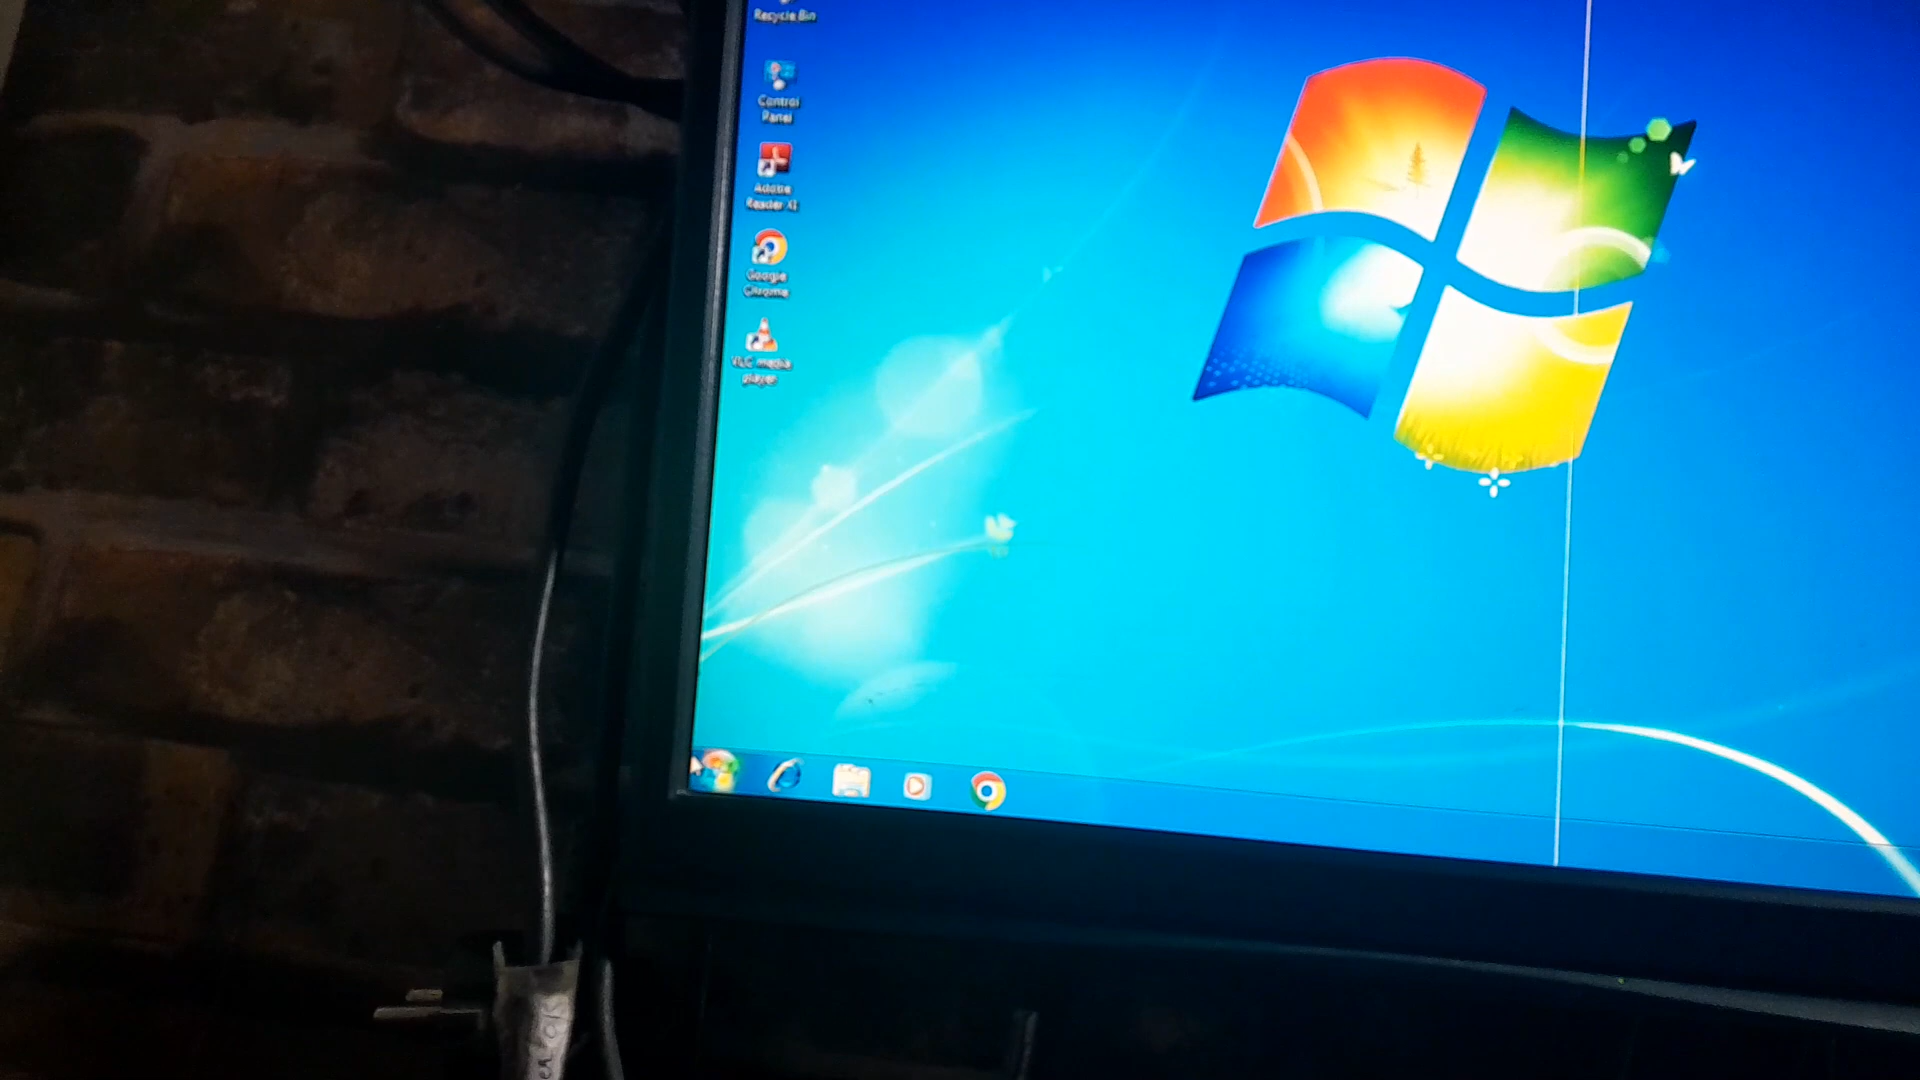 Recycle Bin
Control
Panel
Adobe
Reader XI
Google
Chrome
VLC media
player